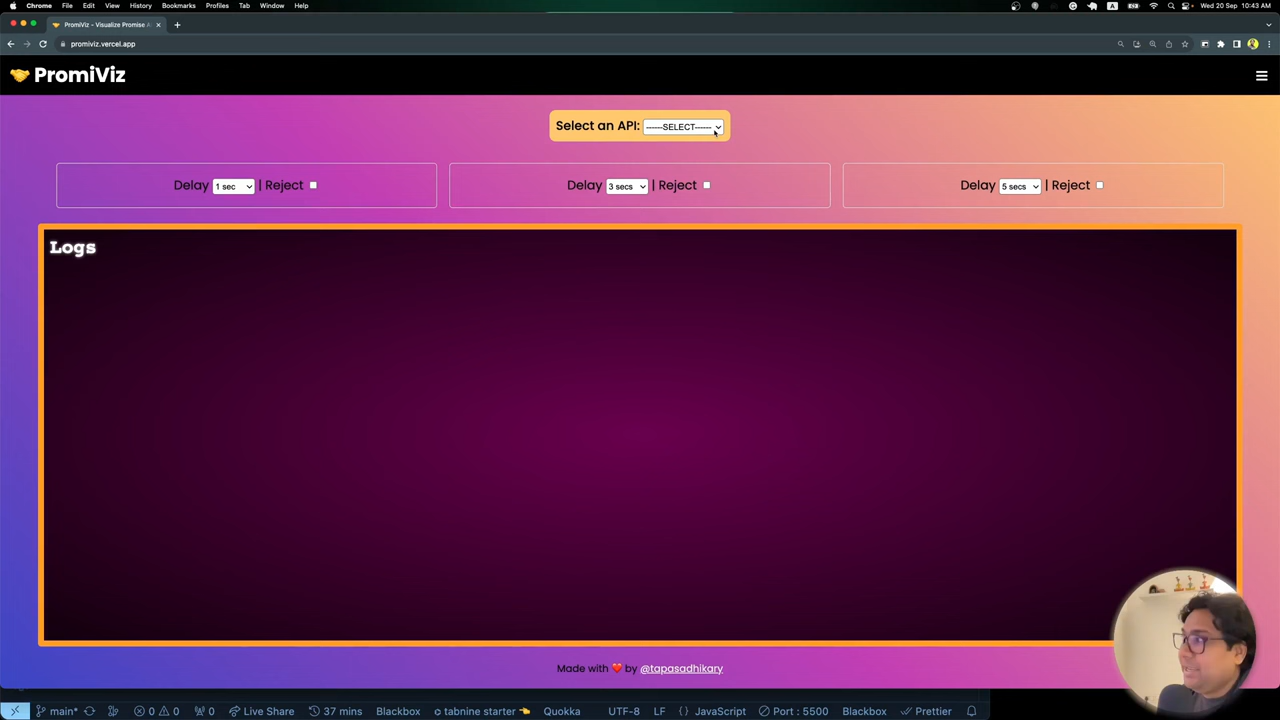 Chrome File Edit View History Bookmarks Profiles Tab Window Help
Wed 20 Sep 10:43 AM
promiviz.vercel.app
PromiViz
Select an API: ------SELECT------
Delay 1 sec | Reject
Delay 3 secs | Reject
Delay 5 secs | Reject
Logs
Made with ❤️ by @tapasadhikary
main* 0 0 0 Live Share 37 mins Blackbox tabnine starter Quokka UTF-8 LF {} JavaScript Port : 5500 Blackbox Prettier